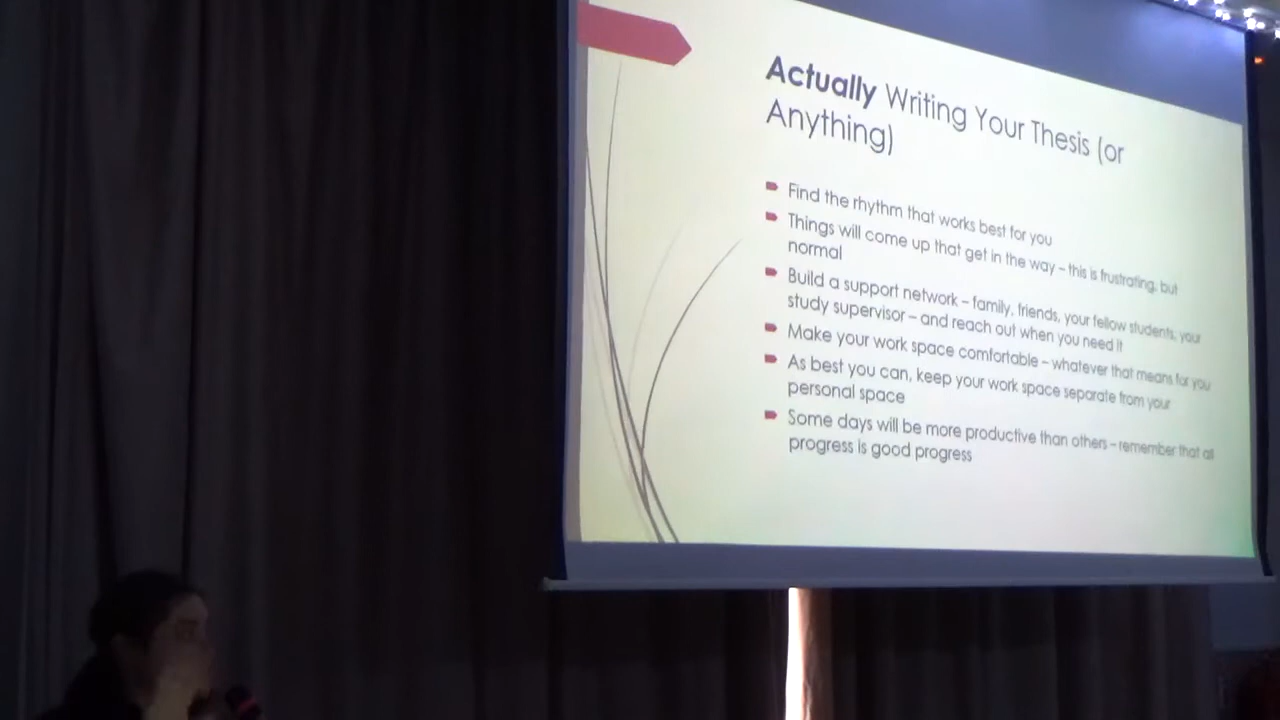 Actually Writing Your Thesis (or
Anything)
Find the rhythm that works best for you
Things will come up that get in the way – this is frustrating, but
normal
Build a support network – family, friends, your fellow students, your
study supervisor – and reach out when you need it
Make your work space comfortable – whatever that means for you
As best you can, keep your work space separate from your
personal space
Some days will be more productive than others – remember that all
progress is good progress